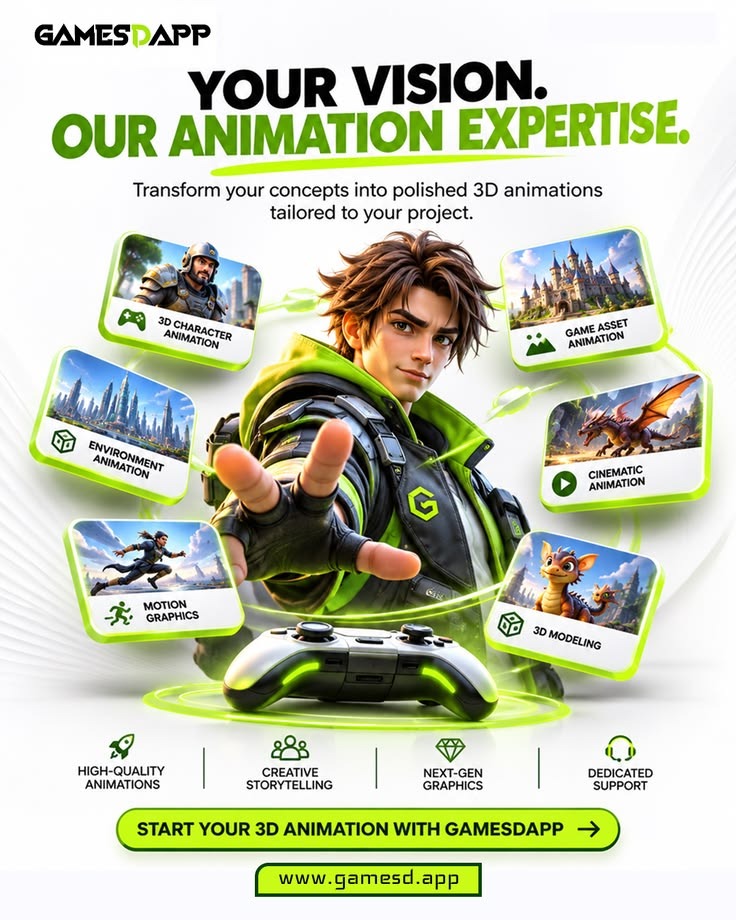 GAMESDAPP
YOUR VISION.
OUR ANIMATION EXPERTISE.
Transform your concepts into polished 3D animations
tailored to your project.
3D CHARACTER
ANIMATION
GAME ASSET
ANIMATION
ENVIRONMENT
ANIMATION
CINEMATIC
ANIMATION
MOTION
GRAPHICS
3D MODELING
G
HIGH-QUALITY
ANIMATIONS
CREATIVE
STORYTELLING
NEXT-GEN
GRAPHICS
DEDICATED
SUPPORT
START YOUR 3D ANIMATION WITH GAMESDAPP →
www.gamesd.app